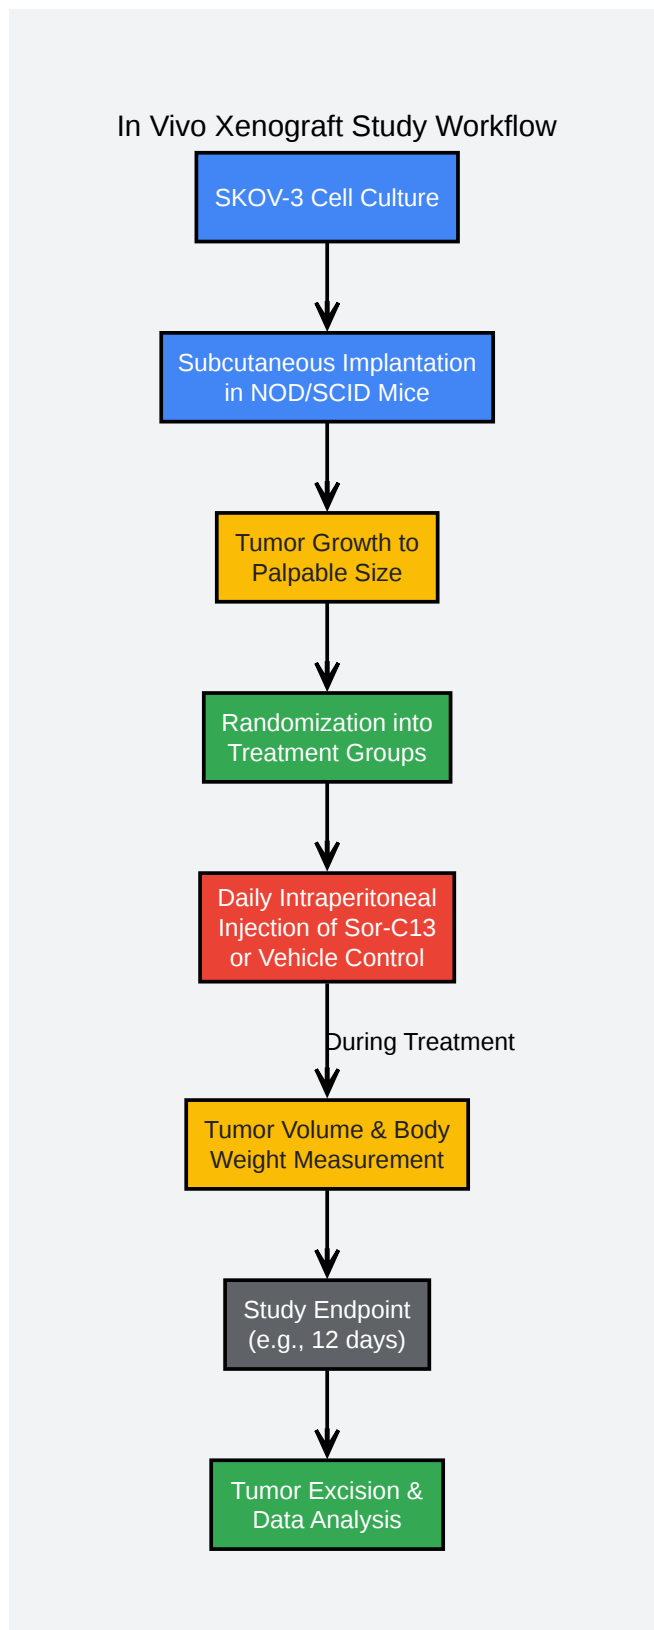 In Vivo Xenograft Study Workflow
SKOV-3 Cell Culture
Subcutaneous Implantation
in NOD/SCID Mice
Tumor Growth to
Palpable Size
Randomization into
Treatment Groups
Daily Intraperitoneal
Injection of Sor-C13
or Vehicle Control
During Treatment
Tumor Volume & Body
Weight Measurement
Study Endpoint
(e.g., 12 days)
Tumor Excision &
Data Analysis